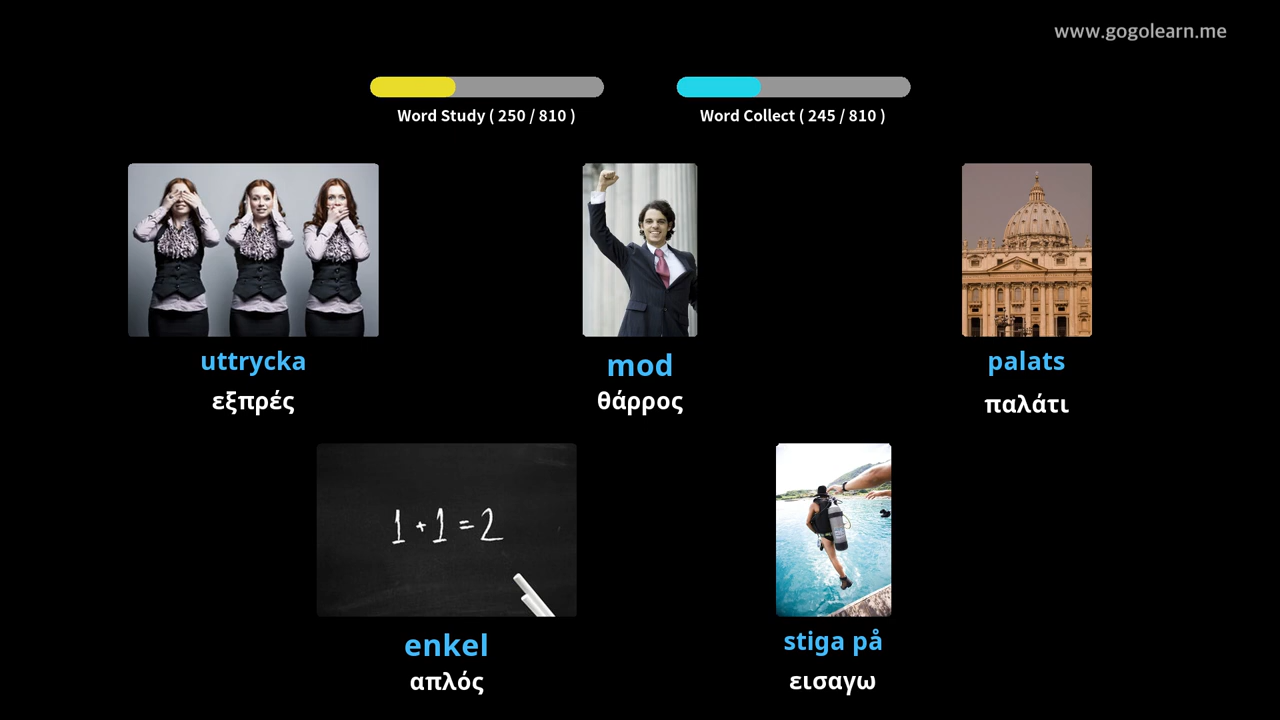 www.gogolearn.me
Word Study ( 250 / 810 )
Word Collect ( 245 / 810 )
uttrycka
εξπρές
mod
θάρρος
palats
παλάτι
1+1=2
enkel
απλός
stiga på
εισαγω